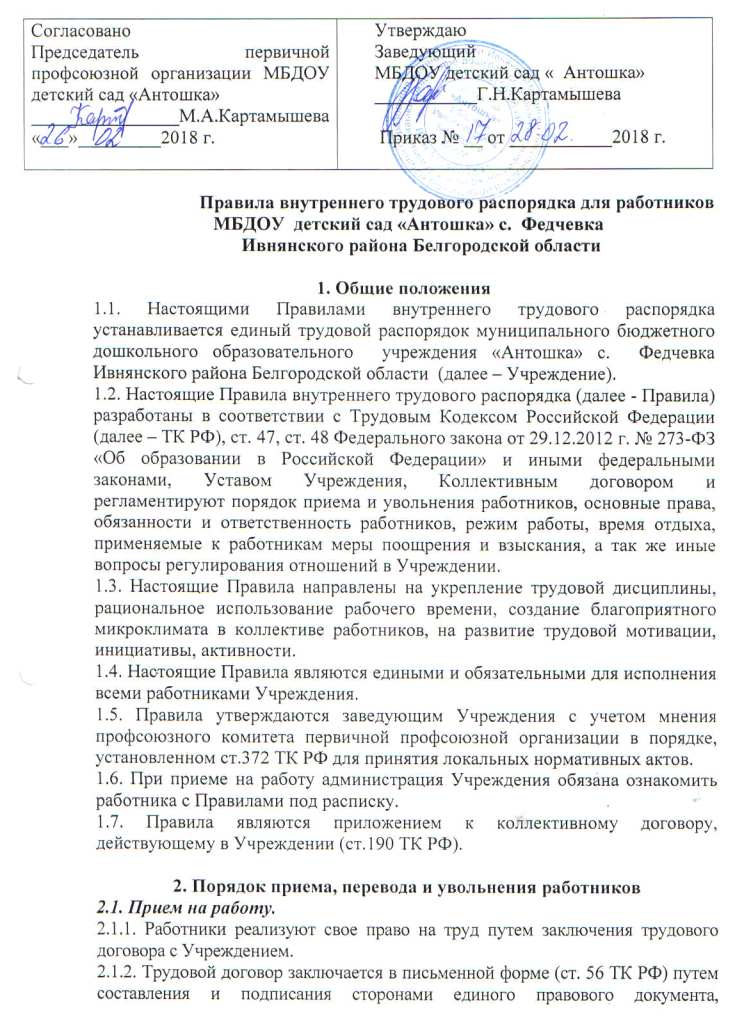 Согласовано
Председатель первичной
профсоюзной организации МБДОУ
детский сад «Антошка»
М.А.Картамышева
«26» 02 2018 г.
Утверждаю
Заведующий
МБДОУ детский сад « Антошка»
Г.Н.Картамышева
Приказ № 17 от 28.02. 2018 г.
Правила внутреннего трудового распорядка для работников
МБДОУ детский сад «Антошка» с. Федчевка
Ивнянского района Белгородской области
1. Общие положения
1.1. Настоящими Правилами внутреннего трудового распорядка
устанавливается единый трудовой распорядок муниципального бюджетного
дошкольного образовательного учреждения «Антошка» с. Федчевка
Ивнянского района Белгородской области (далее – Учреждение).
1.2. Настоящие Правила внутреннего трудового распорядка (далее - Правила)
разработаны в соответствии с Трудовым Кодексом Российской Федерации
(далее – ТК РФ), ст. 47, ст. 48 Федерального закона от 29.12.2012 г. № 273-ФЗ
«Об образовании в Российской Федерации» и иными федеральными
законами, Уставом Учреждения, Коллективным договором и
регламентируют порядок приема и увольнения работников, основные права,
обязанности и ответственность работников, режим работы, время отдыха,
применяемые к работникам меры поощрения и взыскания, а так же иные
вопросы регулирования отношений в Учреждении.
1.3. Настоящие Правила направлены на укрепление трудовой дисциплины,
рациональное использование рабочего времени, создание благоприятного
микроклимата в коллективе работников, на развитие трудовой мотивации,
инициативы, активности.
1.4. Настоящие Правила являются едиными и обязательными для исполнения
всеми работниками Учреждения.
1.5. Правила утверждаются заведующим Учреждения с учетом мнения
профсоюзного комитета первичной профсоюзной организации в порядке,
установленном ст.372 ТК РФ для принятия локальных нормативных актов.
1.6. При приеме на работу администрация Учреждения обязана ознакомить
работника с Правилами под расписку.
1.7. Правила являются приложением к коллективному договору,
действующему в Учреждении (ст.190 ТК РФ).
2. Порядок приема, перевода и увольнения работников
2.1. Прием на работу.
2.1.1. Работники реализуют свое право на труд путем заключения трудового
договора с Учреждением.
2.1.2. Трудовой договор заключается в письменной форме (ст. 56 ТК РФ) путем
составления и подписания сторонами единого правового документа,